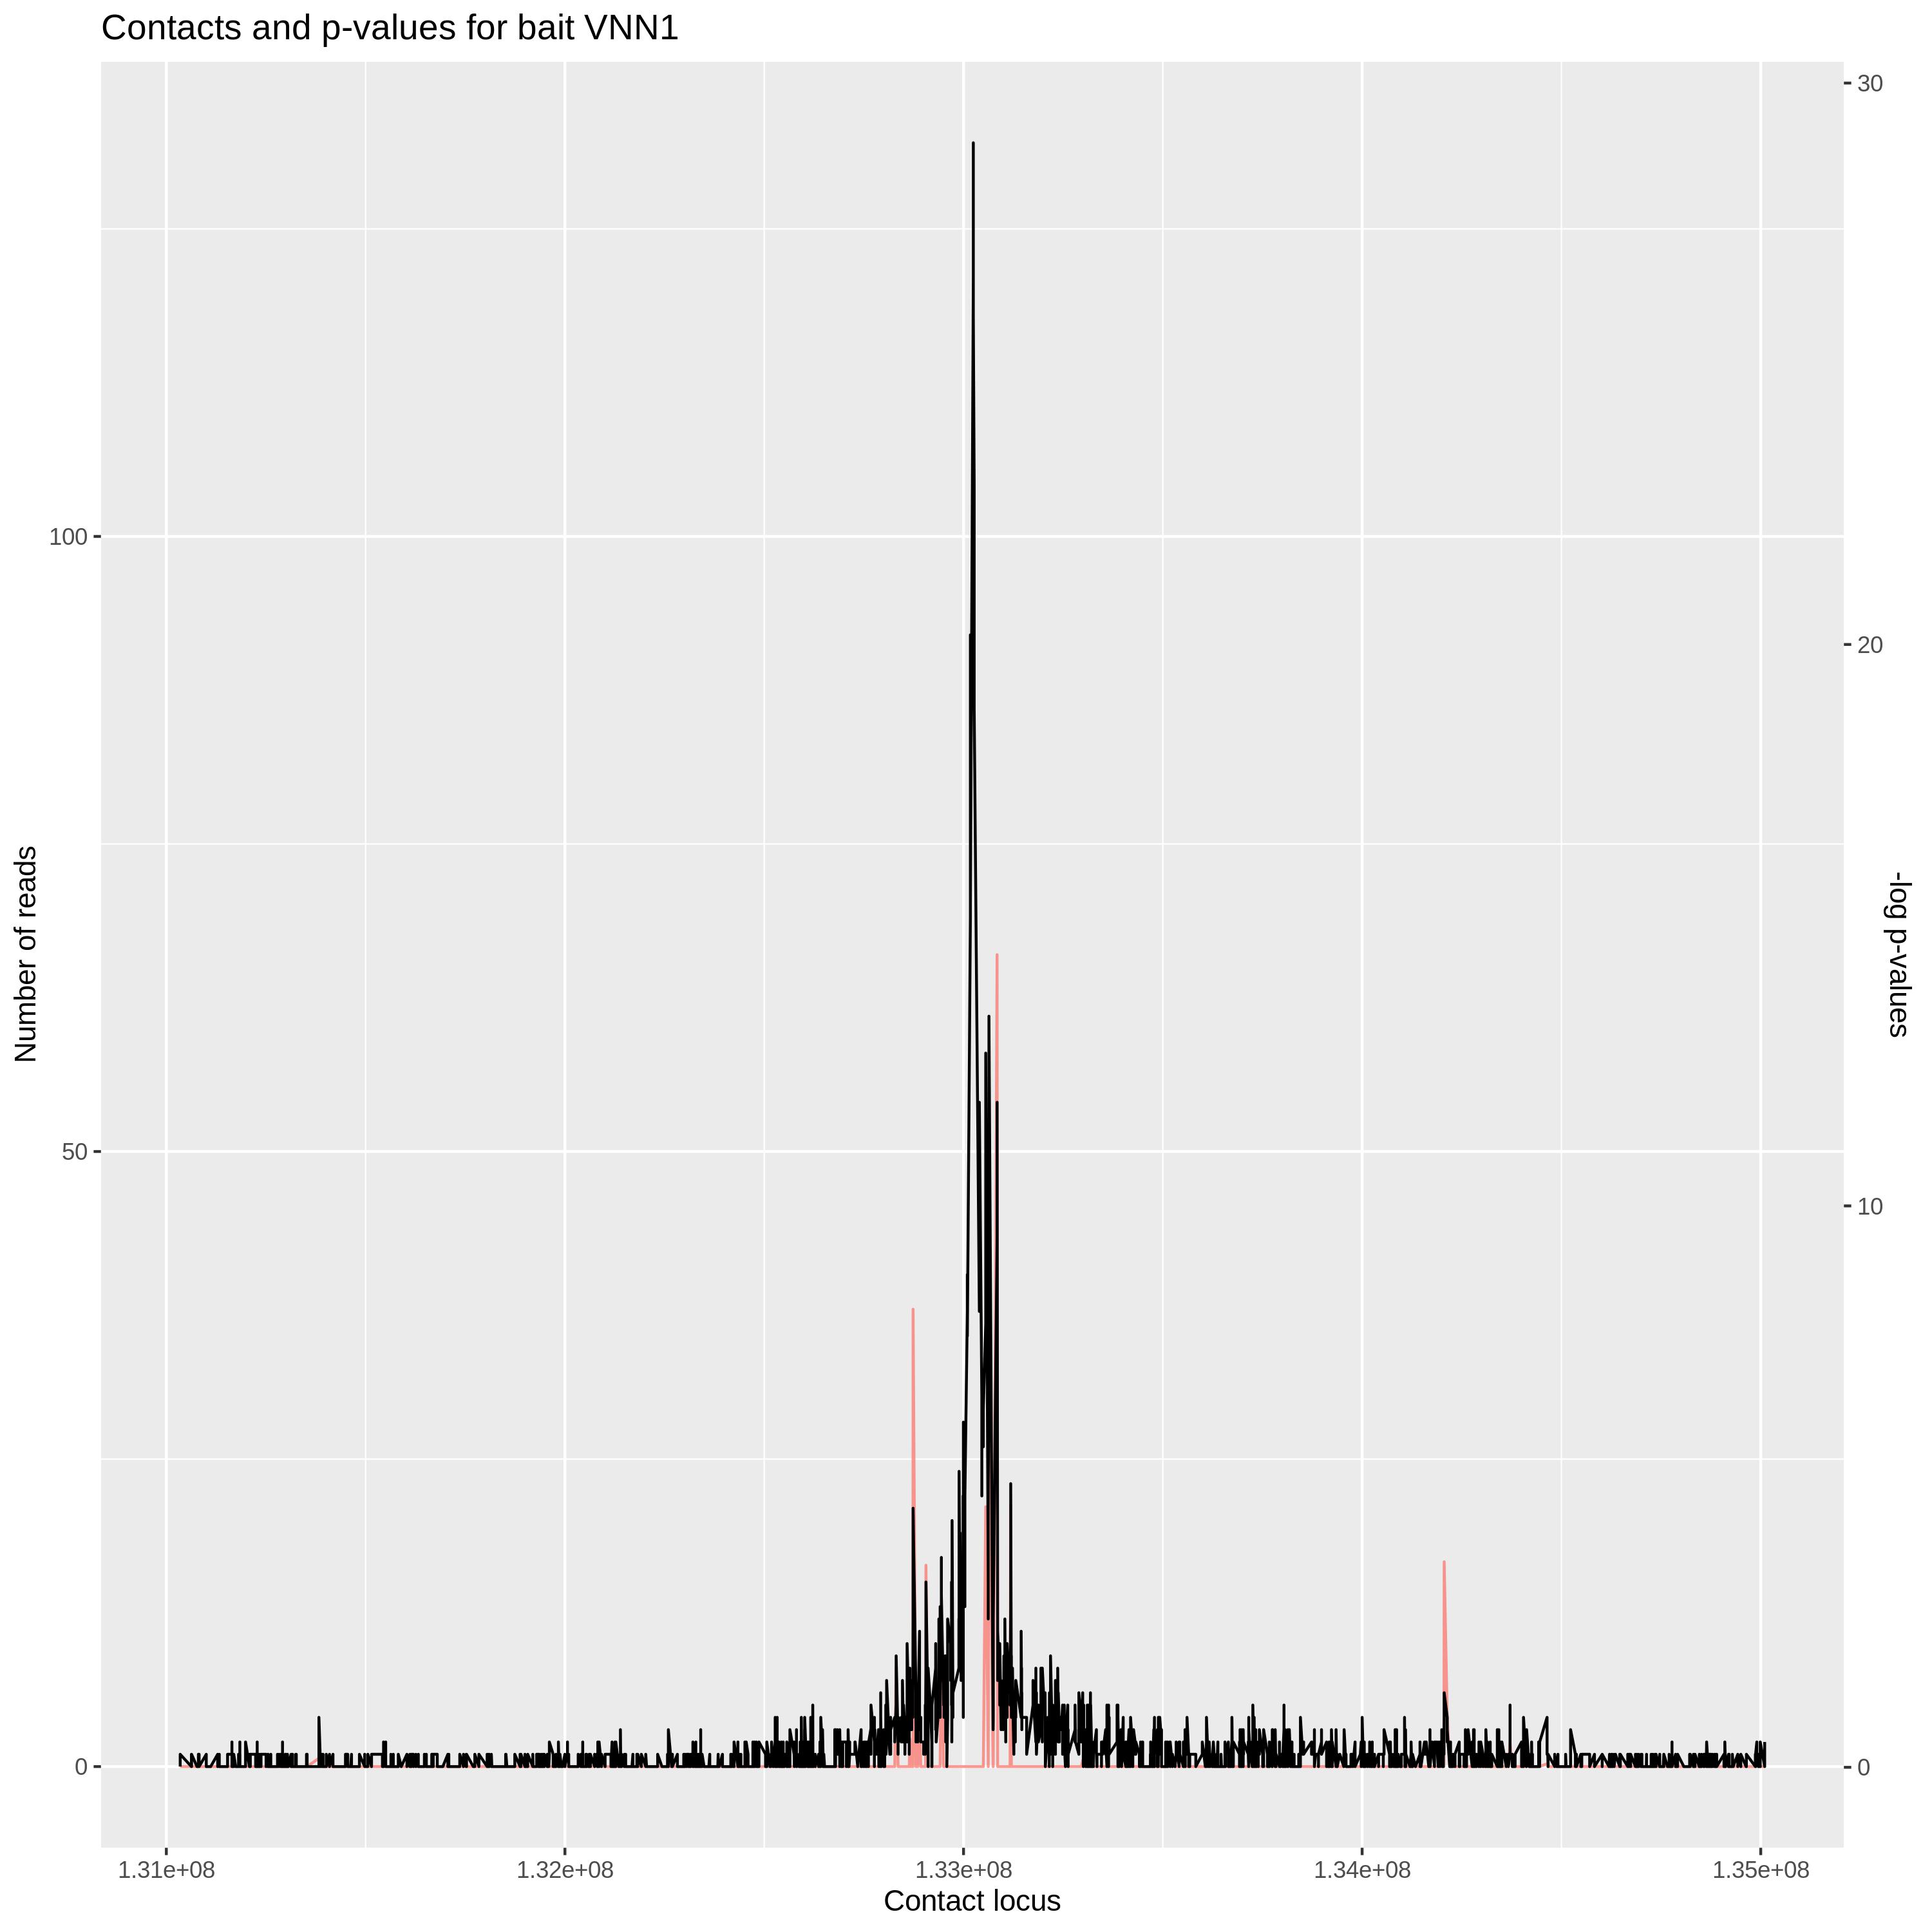 Contacts and p-values for bait VNN1
30
100
20
Number of reads
-log p-values
50
10
0
0
1.31e+08
1.32e+08
1.33e+08
1.34e+08
1.35e+08
Contact locus